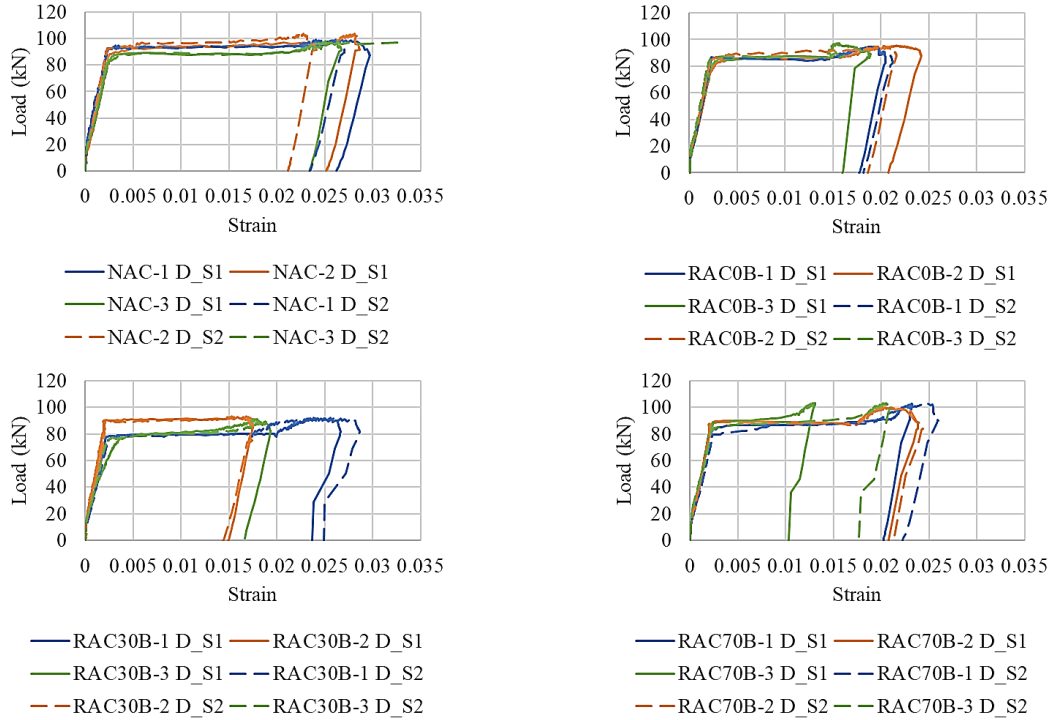 120
100
80
60
40
20
0
Load (kN)
0 0.005 0.01 0.015 0.02 0.025 0.03 0.035
Strain
NAC-1 D_S1 NAC-2 D_S1
NAC-3 D_S1 NAC-1 D_S2
NAC-2 D_S2 NAC-3 D_S2
120
100
80
60
40
20
0
Load (kN)
0 0.005 0.01 0.015 0.02 0.025 0.03 0.035
Strain
RAC0B-1 D_S1 RAC0B-2 D_S1
RAC0B-3 D_S1 RAC0B-1 D_S2
RAC0B-2 D_S2 RAC0B-3 D_S2
120
100
80
60
40
20
0
Load (kN)
0 0.005 0.01 0.015 0.02 0.025 0.03 0.035
Strain
RAC30B-1 D_S1 RAC30B-2 D_S1
RAC30B-3 D_S1 RAC30B-1 D_S2
RAC30B-2 D_S2 RAC30B-3 D_S2
120
100
80
60
40
20
0
Load (kN)
0 0.005 0.01 0.015 0.02 0.025 0.03 0.035
Strain
RAC70B-1 D_S1 RAC70B-2 D_S1
RAC70B-3 D_S1 RAC70B-1 D_S2
RAC70B-2 D_S2 RAC70B-3 D_S2